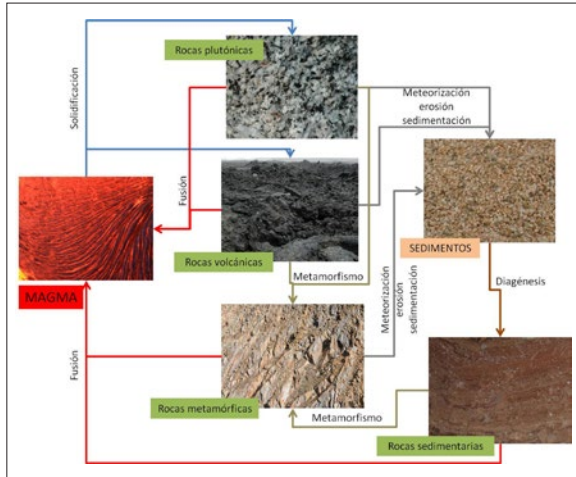 Rocas plutónicas
Solidificación
Meteorización
erosión
sedimentación
Fusión
SEDIMENTOS
Rocas volcánicas
MAGMA
Metamorfismo
Meteorización
erosión
sedimentación
Diagénesis
Fusión
Rocas metamórficas
Metamorfismo
Rocas sedimentarias